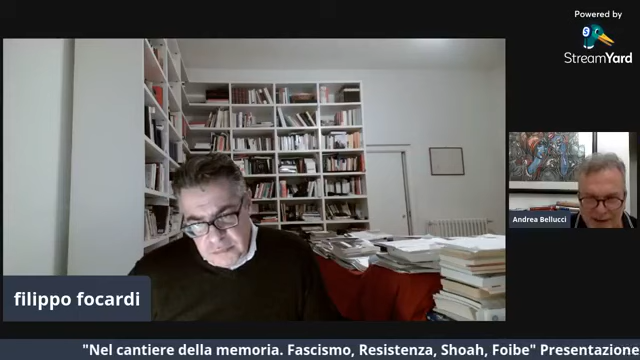 Powered by
StreamYard
Andrea Bellucci
filippo focardi
"Nel cantiere della memoria. Fascismo, Resistenza, Shoah, Foibe" Presentazione